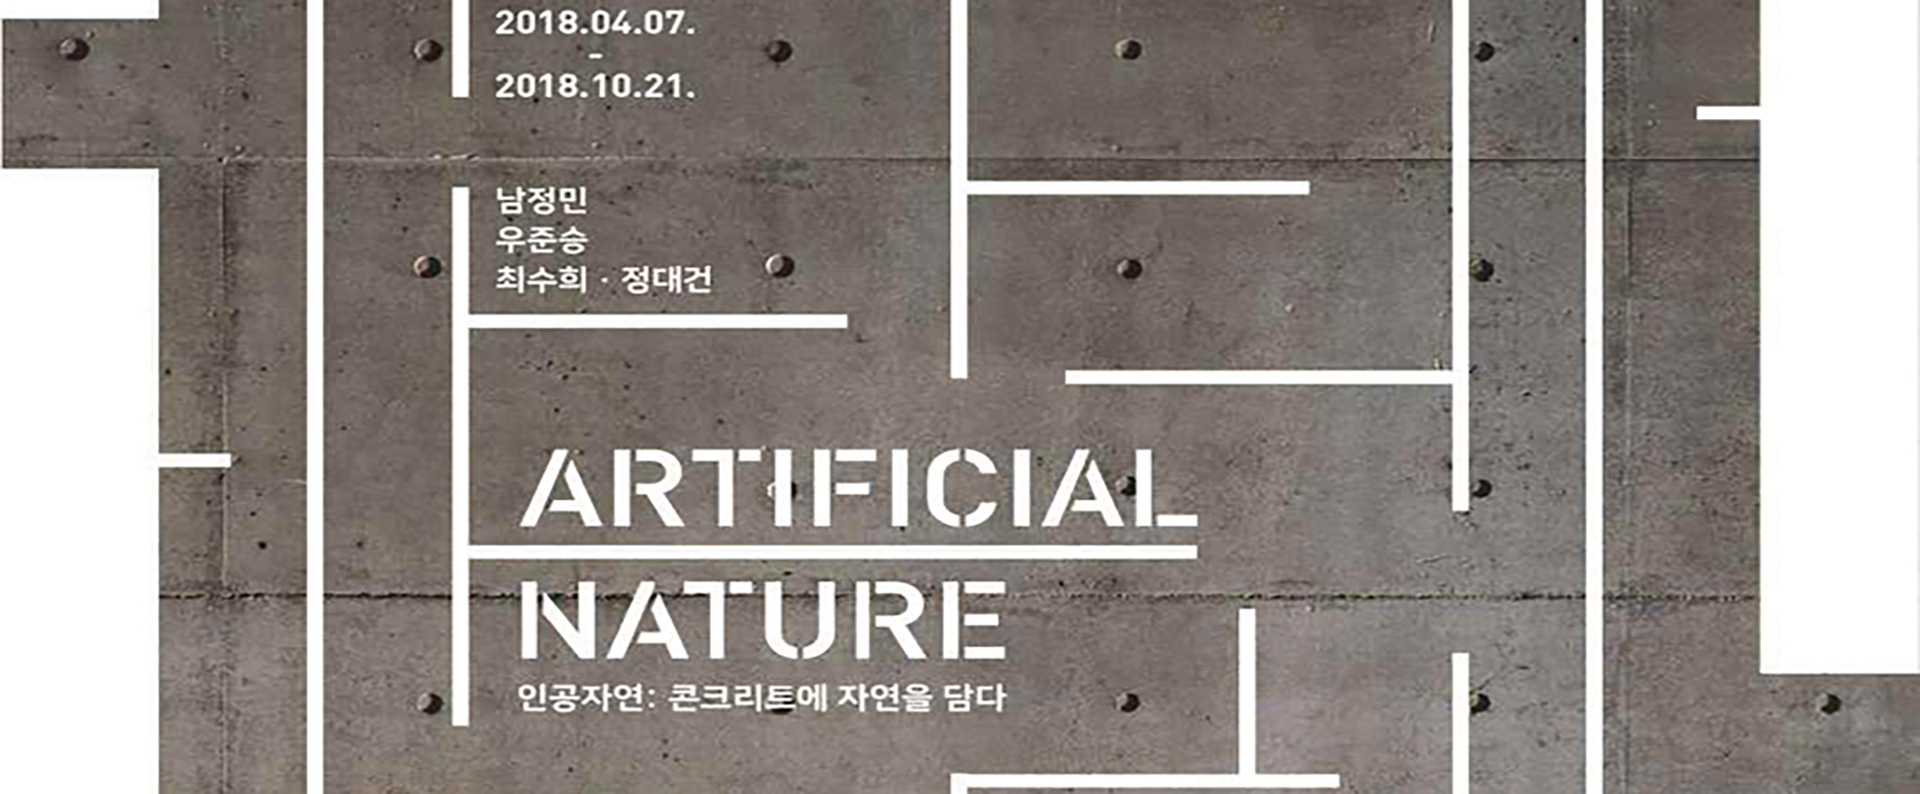 2018.04.07.
-
2018.10.21.
남정민
우준승
최수희 · 정대건
ARTIFICIAL
NATURE
인공자연: 콘크리트에 자연을 담다